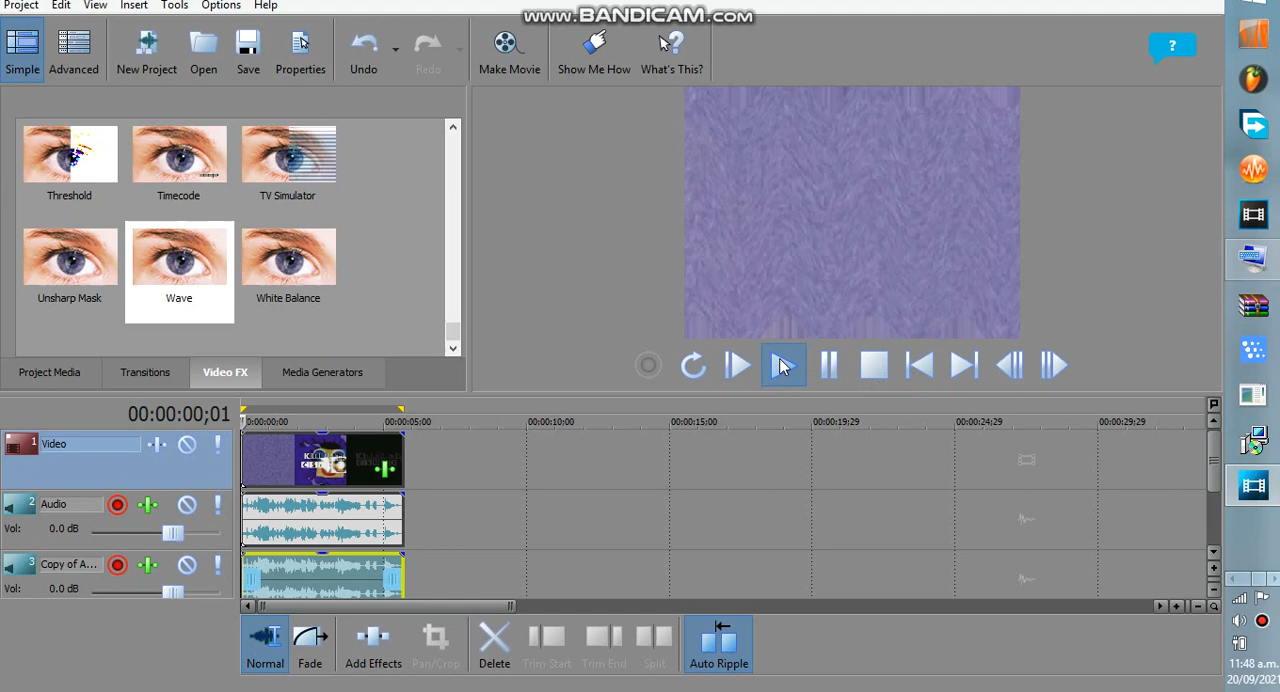 Project Edit View Insert Tools Options Help
www.BANDICAM.com
Simple Advanced New Project Open Save Properties Undo Redo Make Movie Show Me How What's This?
?
Threshold Timecode TV Simulator
Unsharp Mask Wave White Balance
Project Media Transitions Video FX Media Generators
00:00:00;01
0:00:00;00 00:00:05;00 00:00:10;00 00:00:15;00 00:00:19;29 00:00:24;29 00:00:29;29
1 Video
2 Audio
Vol: 0.0 dB
3 Copy of A...
Vol: 0.0 dB
Normal Fade Add Effects Pan/Crop Delete Trim Start Trim End Split Auto Ripple
11:48 a.m.
20/09/2021